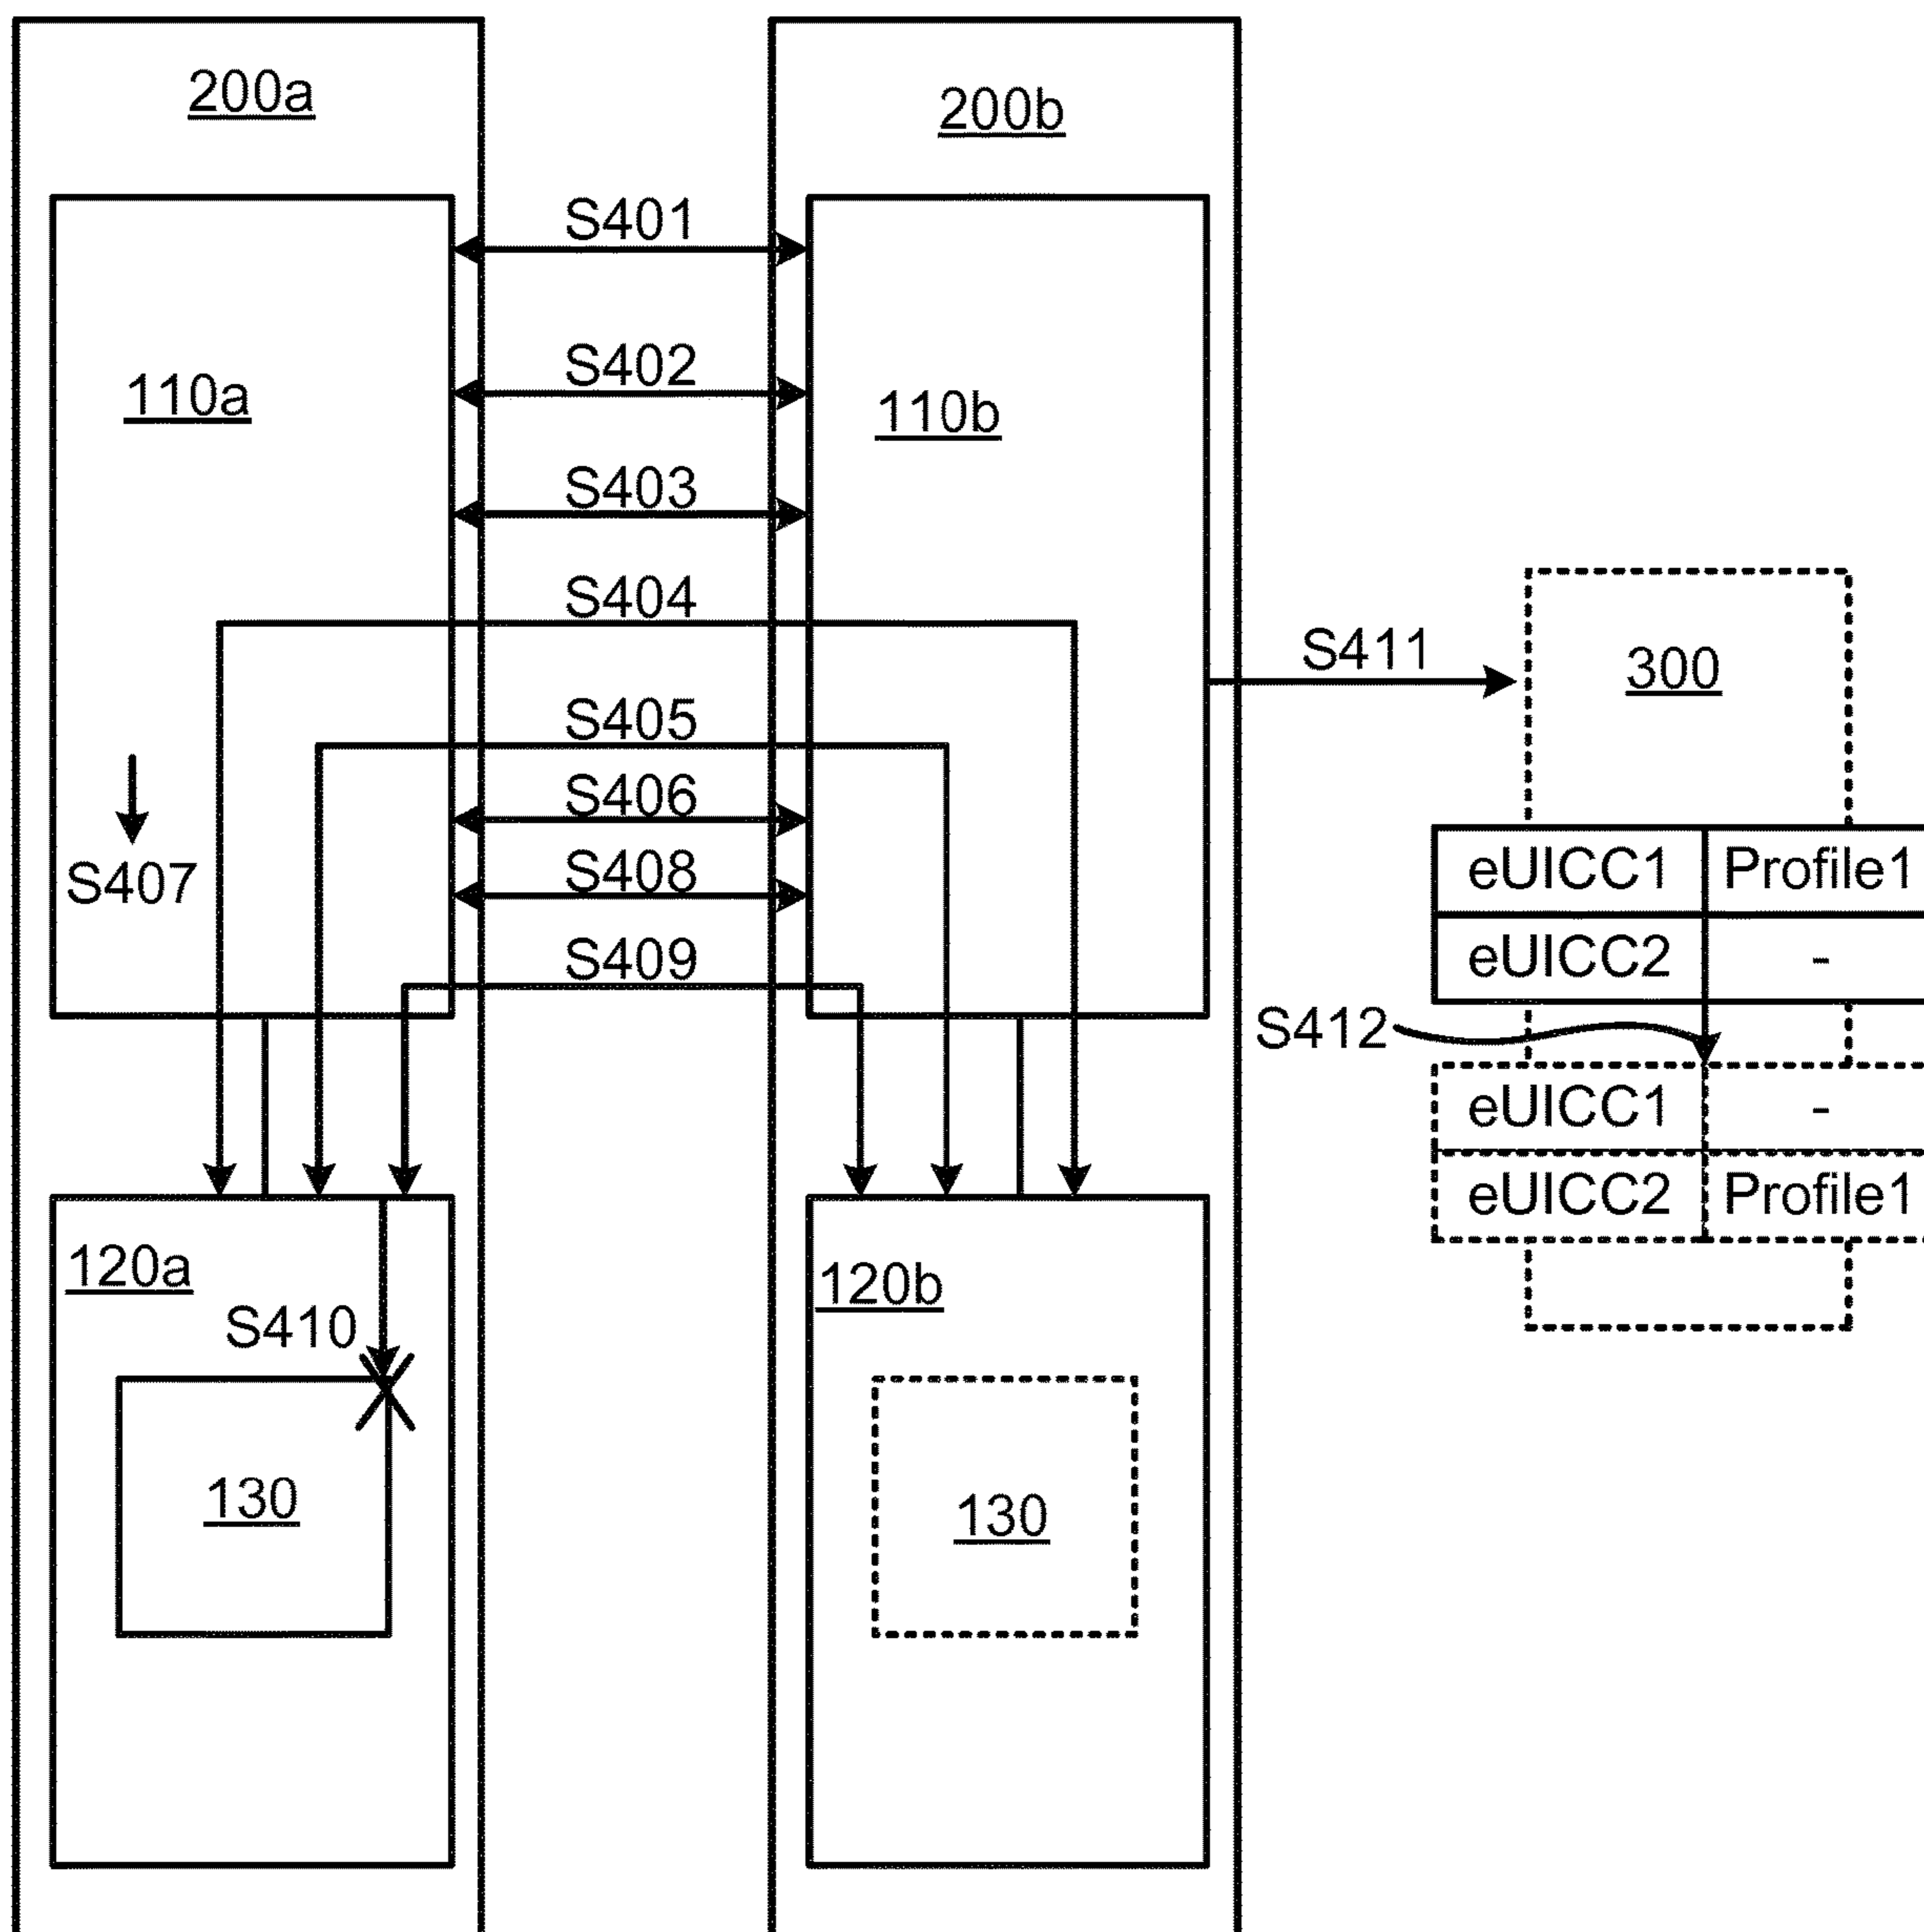 200a
200b
S401
110a
S402
110b
S403
S404
S411
300
S405
S406
S407
S408
eUICC1 Profile1
S409
eUICC2 -
S412
eUICC1 -
eUICC2 Profile1
120a
120b
S410
130
130